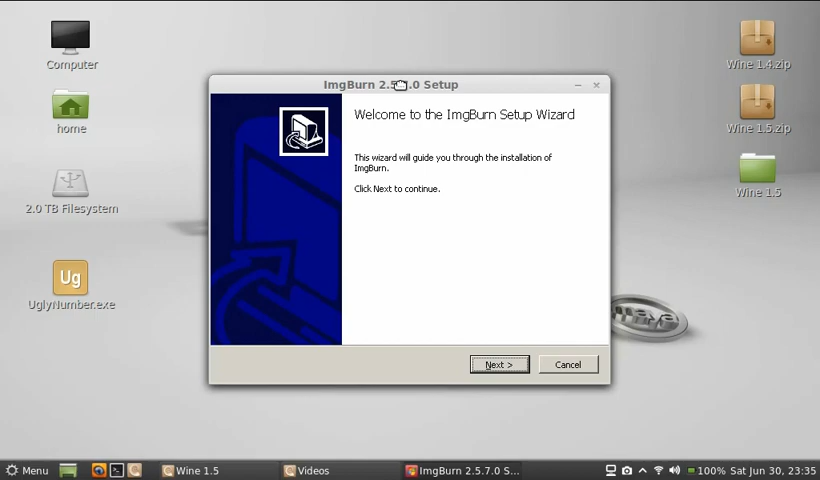 Computer
home
2.0 TB Filesystem
Ug
UglyNumber.exe
Wine 1.4.zip
Wine 1.5.zip
Wine 1.5
ImgBurn 2.5.7.0 Setup
Welcome to the ImgBurn Setup Wizard
This wizard will guide you through the installation of
ImgBurn.
Click Next to continue.
Next >
Cancel
maya
Menu
Wine 1.5
Videos
ImgBurn 2.5.7.0 S...
100% Sat Jun 30, 23:35